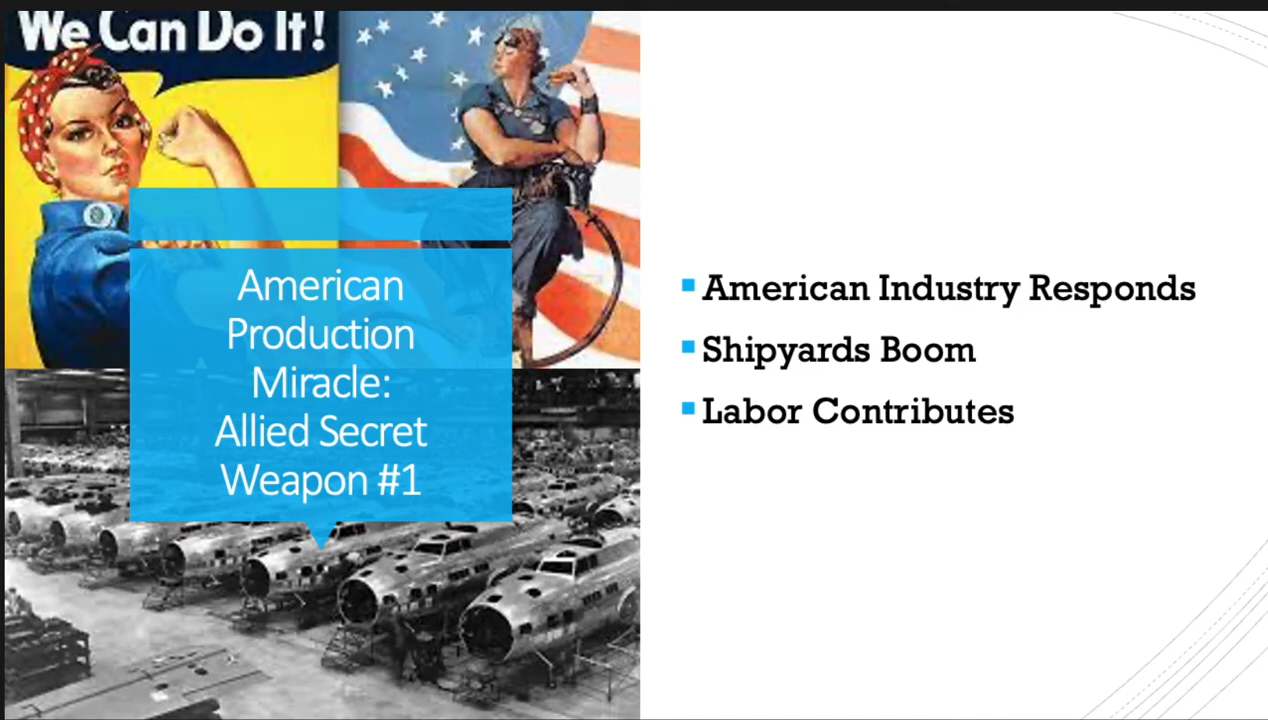 We Can Do It!
American
Production
Miracle:
Allied Secret
Weapon #1
American Industry Responds
Shipyards Boom
Labor Contributes